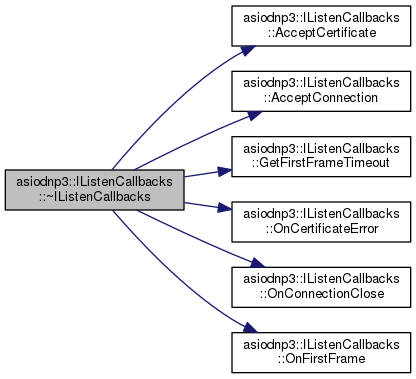 asiodnp3::IListenCallbacks
::AcceptCertificate
asiodnp3::IListenCallbacks
::AcceptConnection
asiodnp3::IListenCallbacks
::GetFirstFrameTimeout
asiodnp3::IListenCallbacks
::~IListenCallbacks
asiodnp3::IListenCallbacks
::OnCertificateError
asiodnp3::IListenCallbacks
::OnConnectionClose
asiodnp3::IListenCallbacks
::OnFirstFrame